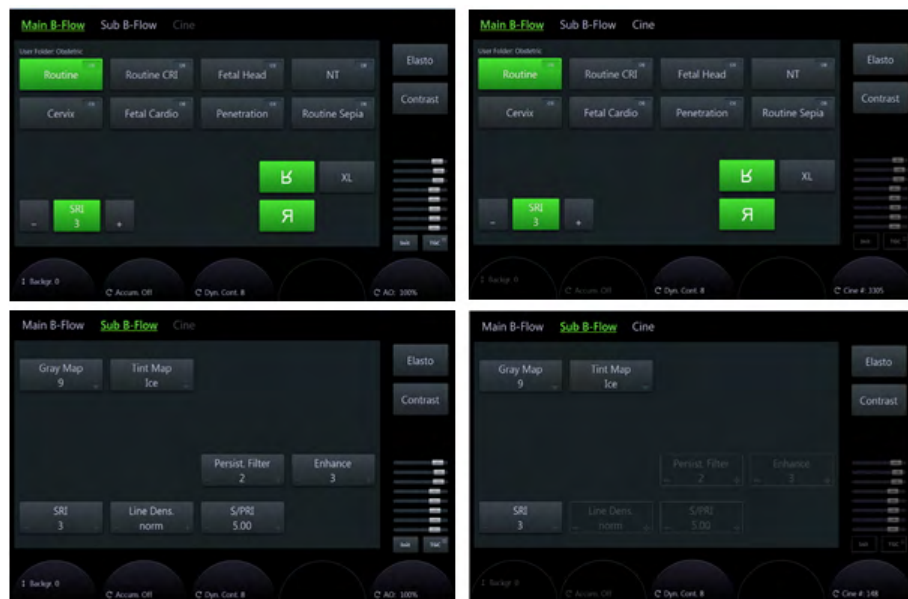 Main B-Flow Sub B-Flow Cine
User Folder: Obstetric
Routine Routine CRI Fetal Head NT
Elasto
Cervix Fetal Cardio Penetration Routine Sepia
Contrast
R XL
- SRI 3 +
R
Backgr. 0
Accum. Off Dyn. Cont. 8 AO: 100%
Main B-Flow Sub B-Flow Cine
User Folder: Obstetric
Routine Routine CRI Fetal Head NT
Elasto
Cervix Fetal Cardio Penetration Routine Sepia
Contrast
R XL
- SRI 3 +
R
Backgr. 0
Accum. Off Dyn. Cont. 8 Cine #: 3305
Main B-Flow Sub B-Flow Cine
Gray Map Tint Map
9 Ice
Elasto
Contrast
Persist. Filter Enhance
2 3
SRI Line Dens. S/PRI
3 norm 5.00
Backgr. 0
Accum. Off Dyn. Cont. 8 AO: 100%
Main B-Flow Sub B-Flow Cine
Gray Map Tint Map
9 Ice
Elasto
Contrast
Persist. Filter Enhance
2 3
SRI Line Dens. S/PRI
3 norm 5.00
Backgr. 0
Accum. Off Dyn. Cont. 8 Cine #: 148